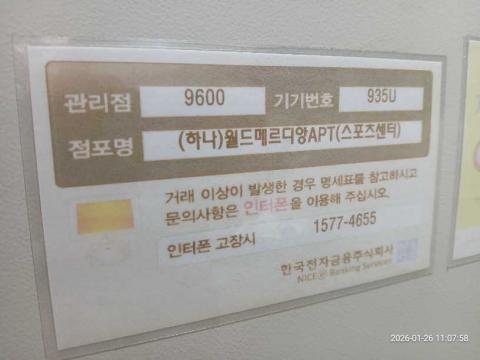 관리점 9600 기기번호 935U
점포명 (하나)월드메르디앙APT(스포츠센터)
거래 이상이 발생한 경우 명세표를 참고하시고
문의사항은 인터폰을 이용해 주십시오.
인터폰 고장시 1577-4655
한국전자금융주식회사
NICE Banking Services
2026-01-26 11:07:58